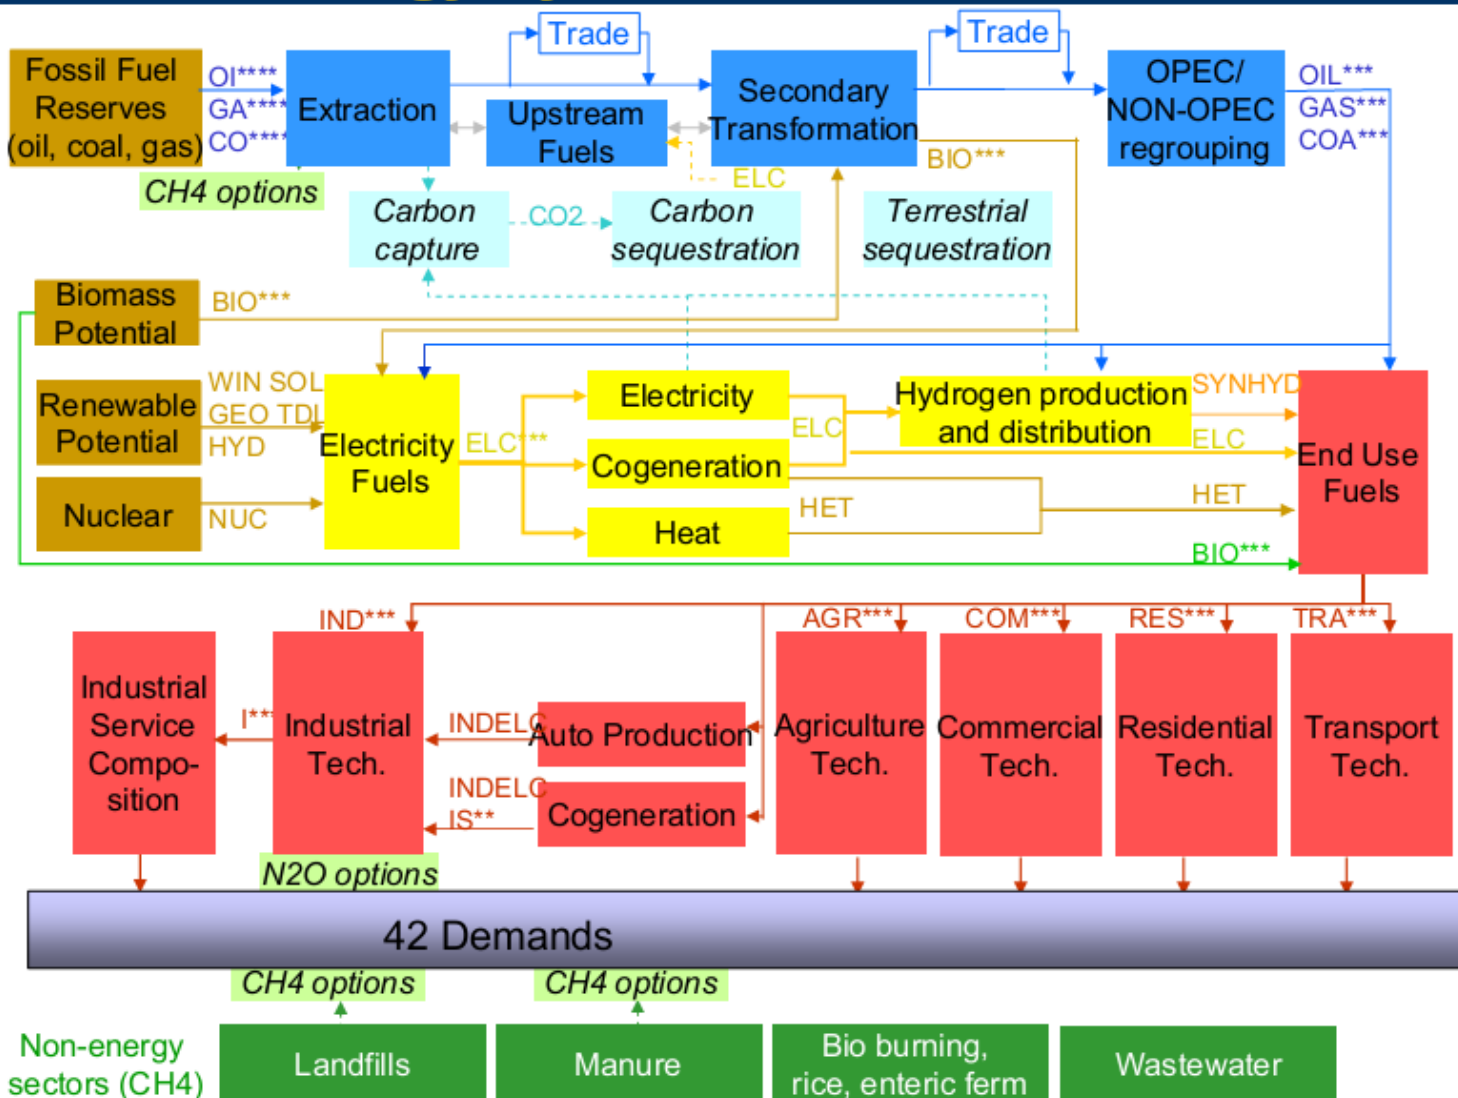 Trade
Trade
Fossil Fuel
Reserves
(oil, coal, gas)
OI****
GA****
CO****
Extraction
Upstream
Fuels
Secondary
Transformation
OPEC/
NON-OPEC
regrouping
OIL***
GAS***
COA***
BIO***
ELC
CH4 options
Carbon
capture
CO2
Carbon
sequestration
Terrestrial
sequestration
Biomass
Potential
BIO***
Renewable
Potential
WIN SOL
GEO TDL
HYD
Nuclear
NUC
Electricity
Fuels
ELC***
Electricity
Cogeneration
Heat
ELC
HET
Hydrogen production
and distribution
SYNHYD
ELC
HET
BIO***
End Use
Fuels
IND***
AGR***
COM***
RES***
TRA***
Industrial
Service
Compo-
sition
I***
Industrial
Tech.
INDELC
Auto Production
INDELC
IS**
Cogeneration
Agriculture
Tech.
Commercial
Tech.
Residential
Tech.
Transport
Tech.
N2O options
42 Demands
CH4 options
CH4 options
Non-energy
sectors (CH4)
Landfills
Manure
Bio burning,
rice, enteric ferm
Wastewater